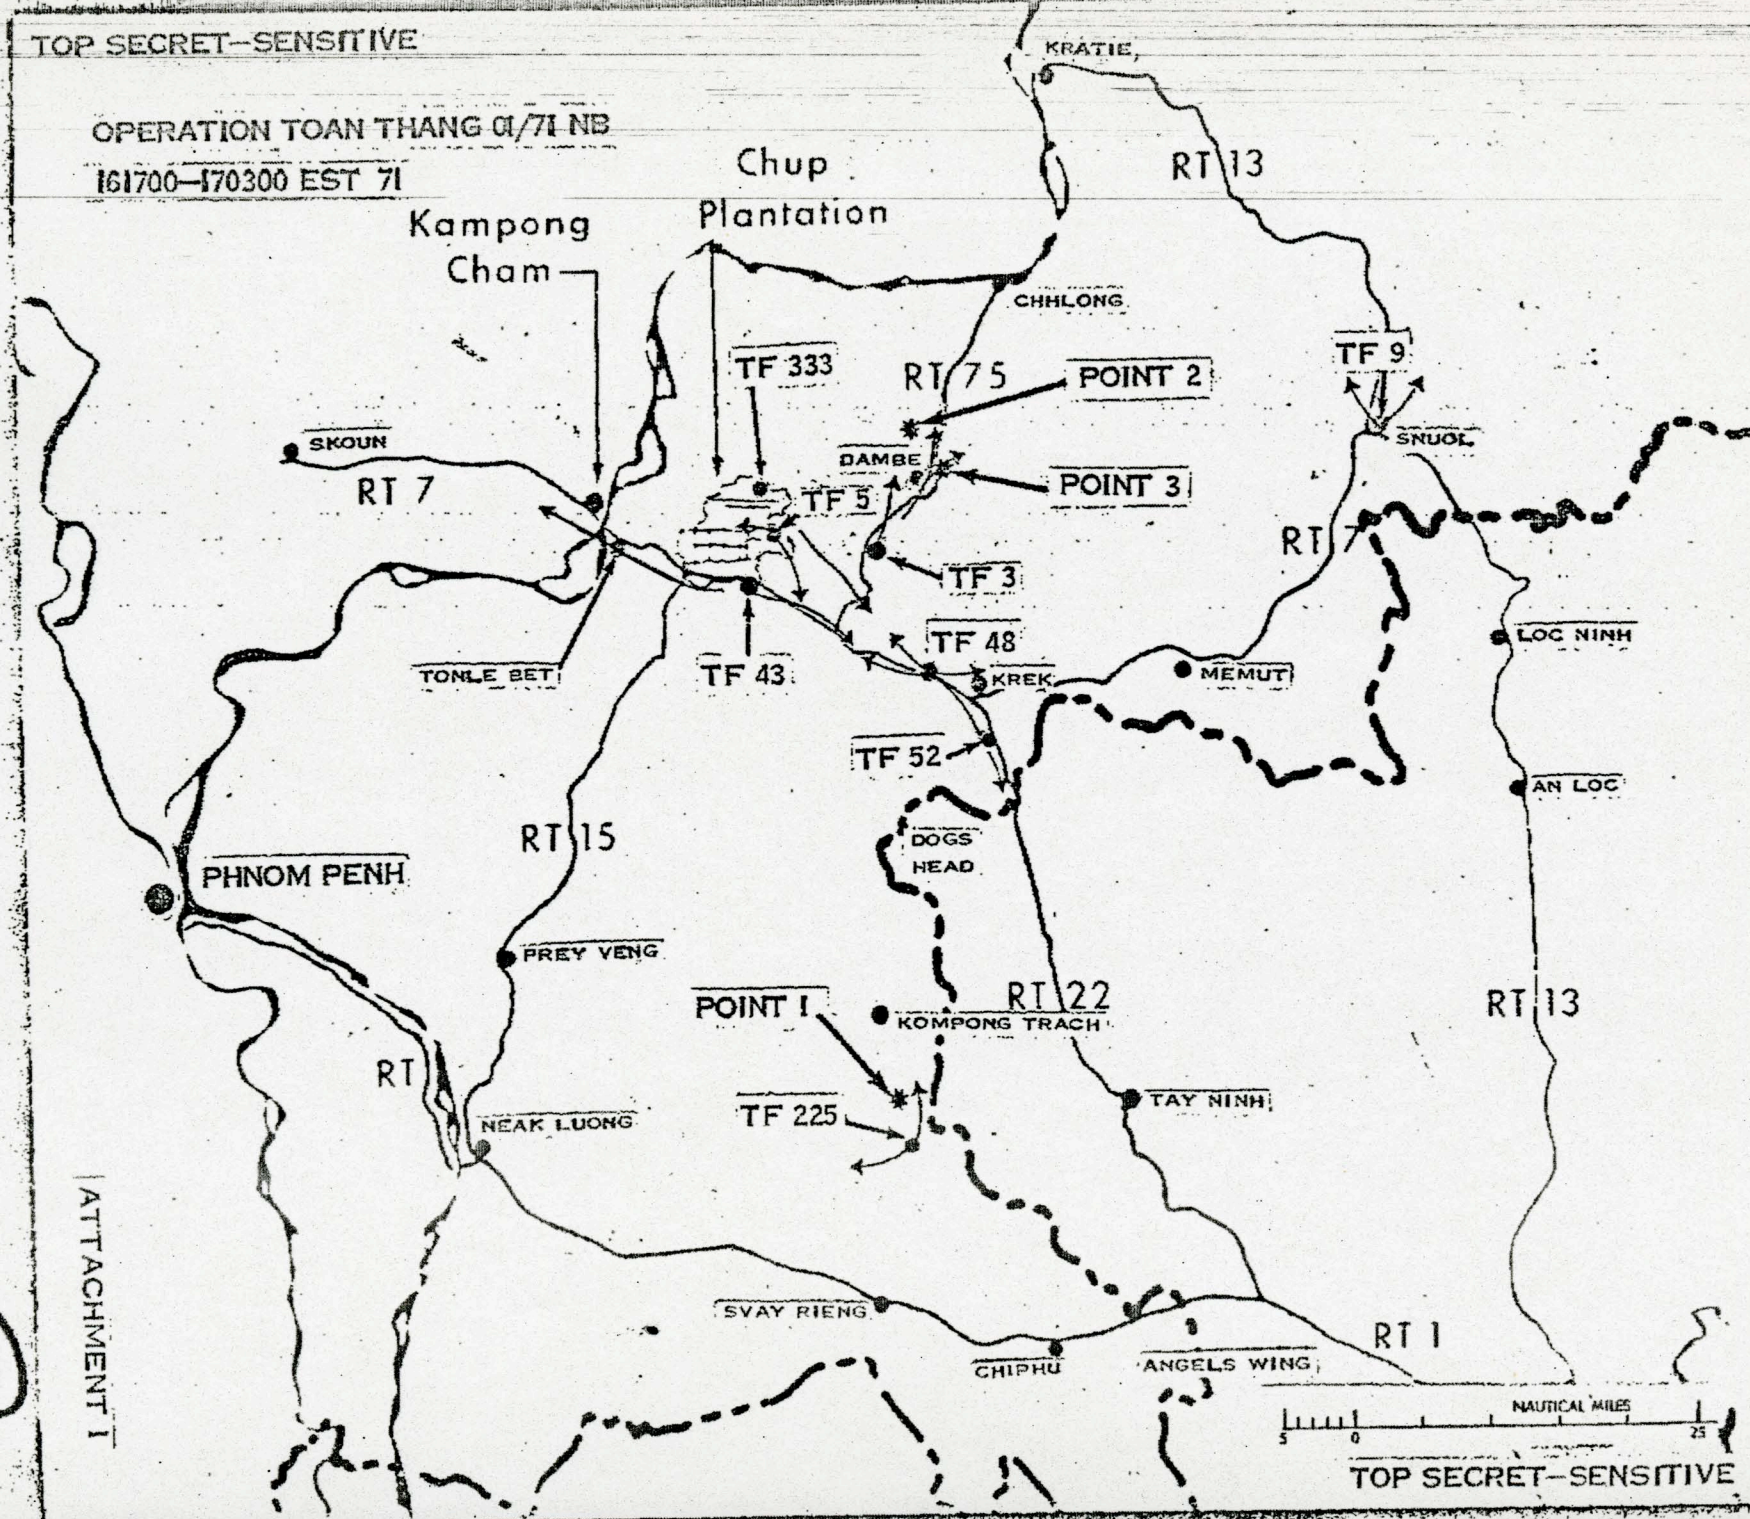 TOP SECRET—SENSITIVE
KRATIE
OPERATION TOAN THANG 01/71 NB
161700—170300 EST 71
Chup
Plantation
RT 13
Kampong
Cham
CHHLONG
TF 333
RT 75
POINT 2
TF 9
SKOUN
SNUOL
RT 7
DAMBE
TF 5
POINT 3
RT 7
TF 3
TF 48
LOC NINH
TONLE BET
TF 43
KREK
MEMUT
TF 52
AN LOC
RT 15
DOGS
HEAD
PHNOM PENH
PREY VENG
POINT 1
RT 22
KOMPONG TRACH
RT 13
RT
TF 225
TAY NINH
NEAK LUONG
ATTACHMENT 1
SVAY RIENG
RT 1
CHIPHU
ANGELS WING
NAUTICAL MILES
5 0 25
TOP SECRET—SENSITIVE